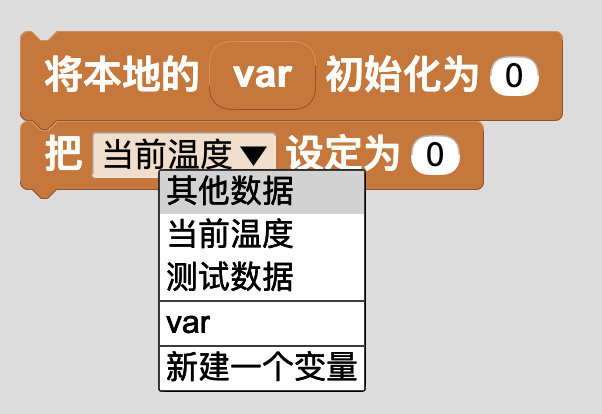 将本地的 var 初始化为 0
把 当前温度▼ 设定为 0
其他数据
当前温度
测试数据
var
新建一个变量